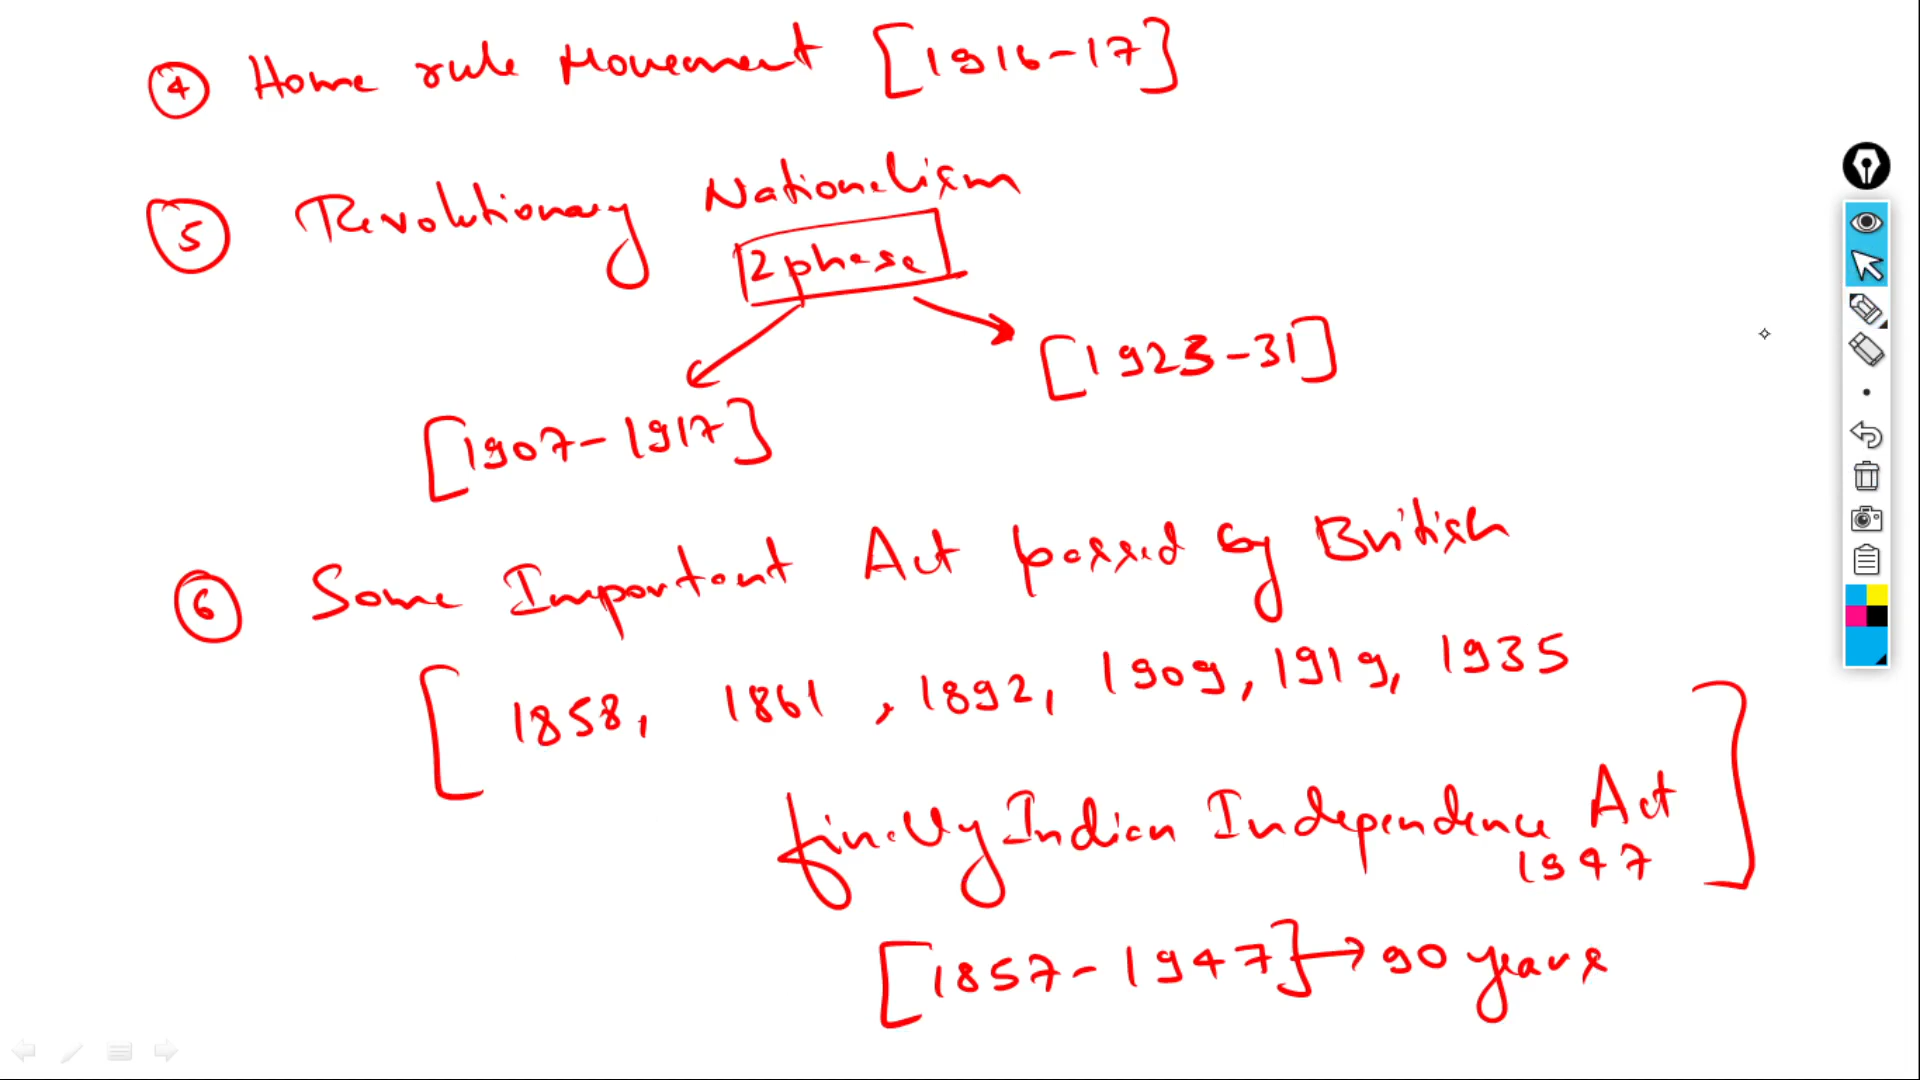 4 Home rule Movement [1916-17]
5 Revolutionary Nationalism
2 phase
[1923-31]
[1907-1917]
6 Some Important Act passed by British
[1858, 1861, 1892, 1909, 1919, 1935
finally Indian Independence Act
1947]
[1857-1947] → 90 years